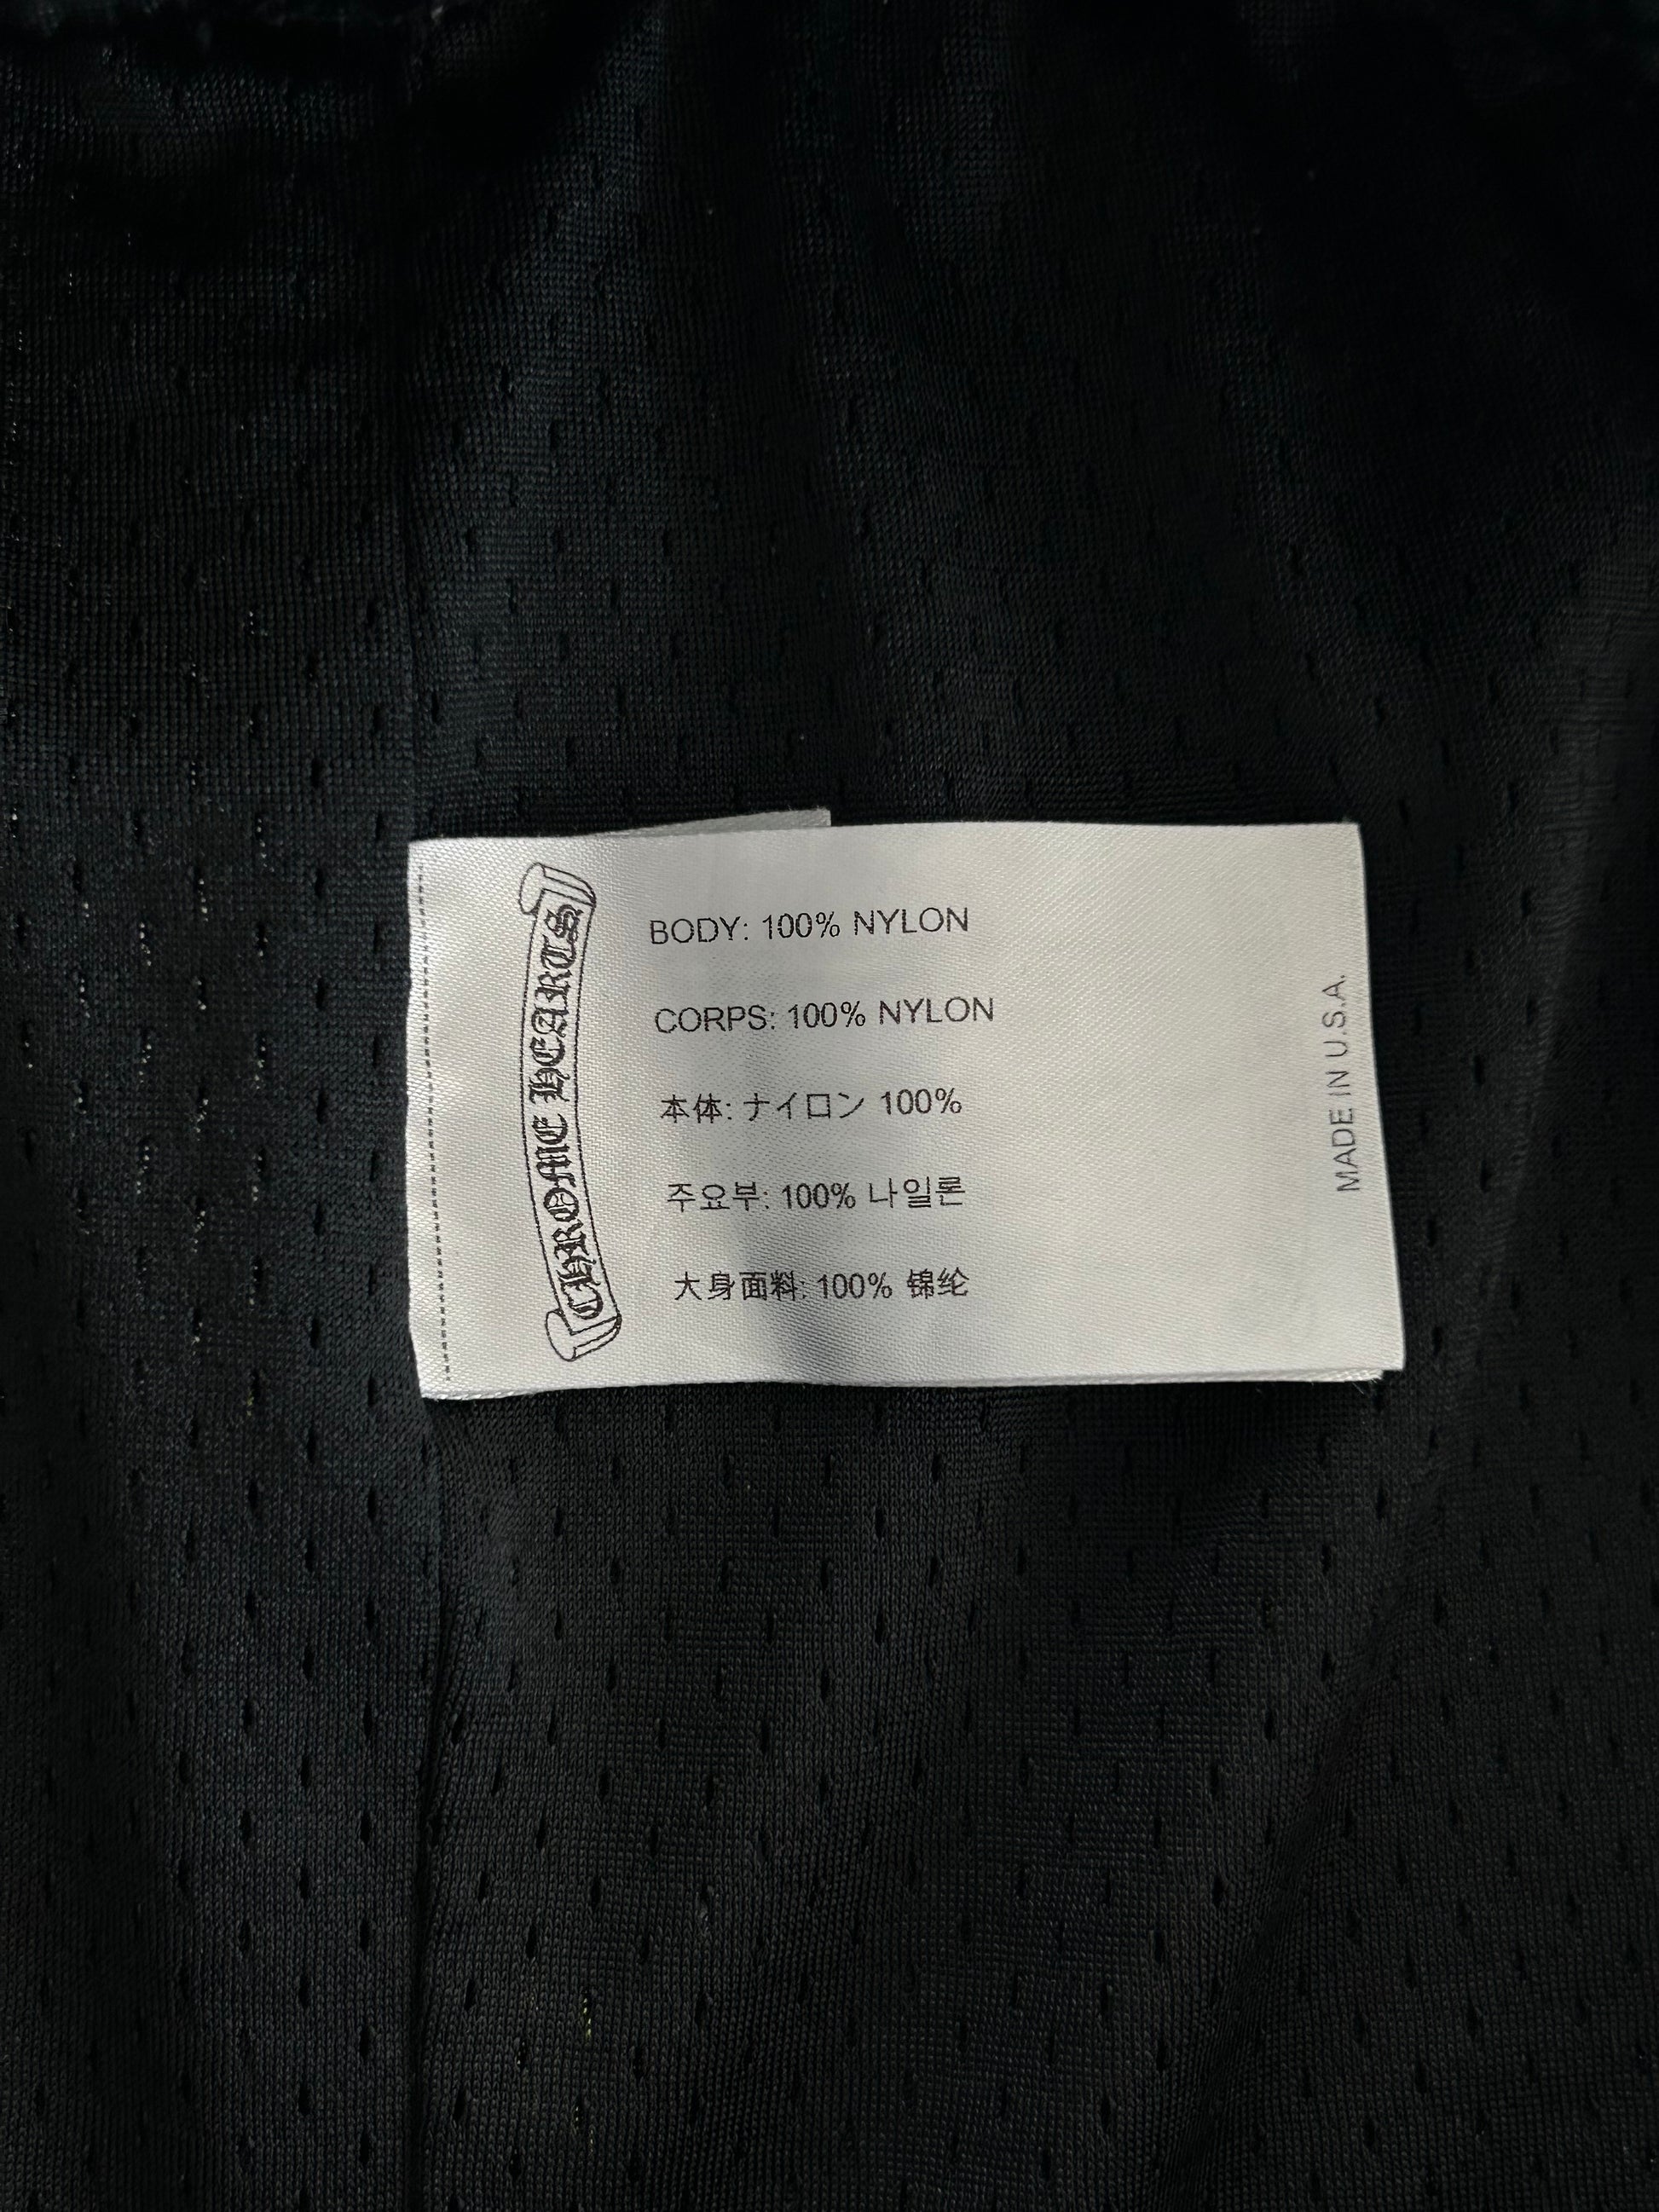 CHROME HEARTS
BODY: 100% NYLON
CORPS: 100% NYLON
本体: ナイロン 100%
주요부: 100% 나일론
大身面料: 100% 锦纶
MADE IN U.S.A.